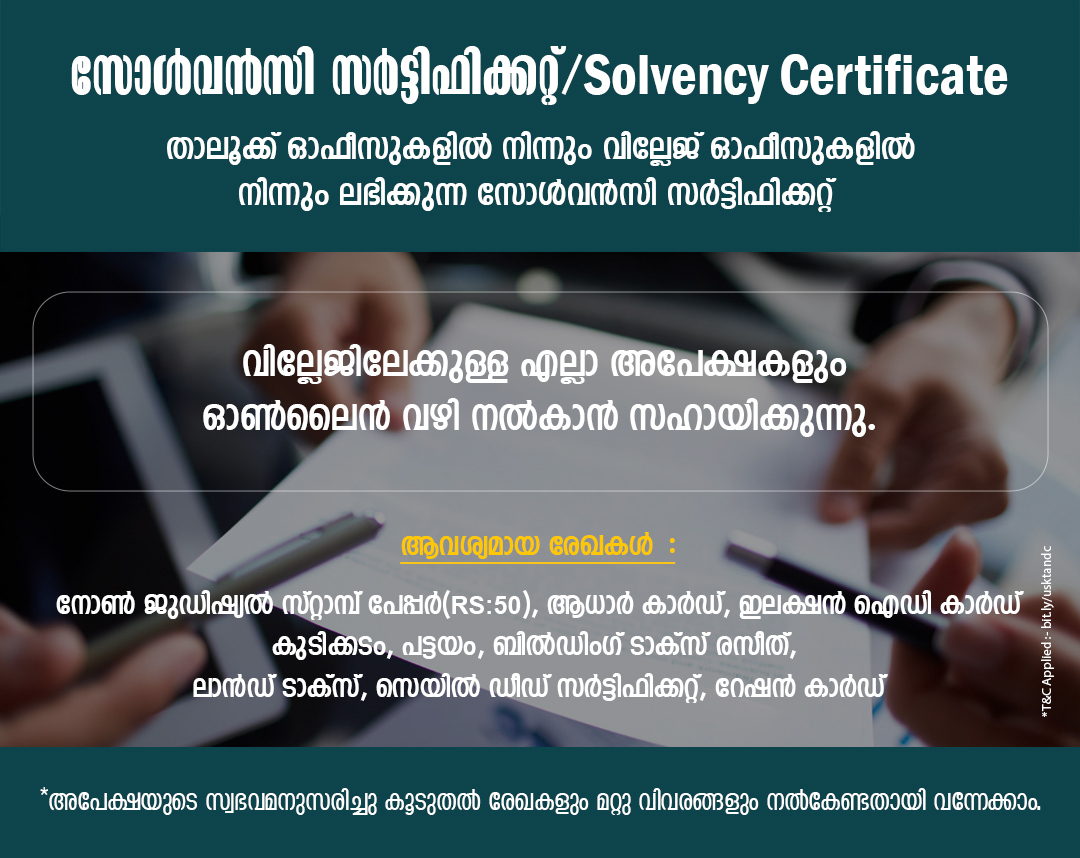 സോൾവൻസി സർട്ടിഫിക്കറ്റ്/Solvency Certificate
താലൂക്ക് ഓഫീസുകളിൽ നിന്നും വില്ലേജ് ഓഫീസുകളിൽ
നിന്നും ലഭിക്കുന്ന സോൾവൻസി സർട്ടിഫിക്കറ്റ്
വില്ലേജിലേക്കുള്ള എല്ലാ അപേക്ഷകളും
ഓൺലൈൻ വഴി നൽകാൻ സഹായിക്കുന്നു.
ആവശ്യമായ രേഖകൾ :
നോൺ ജുഡിഷ്യൽ സ്റ്റാമ്പ് പേപ്പർ(RS:50), ആധാർ കാർഡ്, ഇലക്ഷൻ ഐഡി കാർഡ്
കുടിക്കടം, പട്ടയം, ബിൽഡിംഗ് ടാക്സ് രസീത്,
ലാൻഡ് ടാക്സ്, സെയിൽ ഡീഡ് സർട്ടിഫിക്കറ്റ്, റേഷൻ കാർഡ്
*T&C Applied :- bit.ly/usktandc
*അപേക്ഷയുടെ സ്വഭവമനുസരിച്ചു കൂടുതൽ രേഖകളും മറ്റു വിവരങ്ങളും നൽകേണ്ടതായി വന്നേക്കാം.